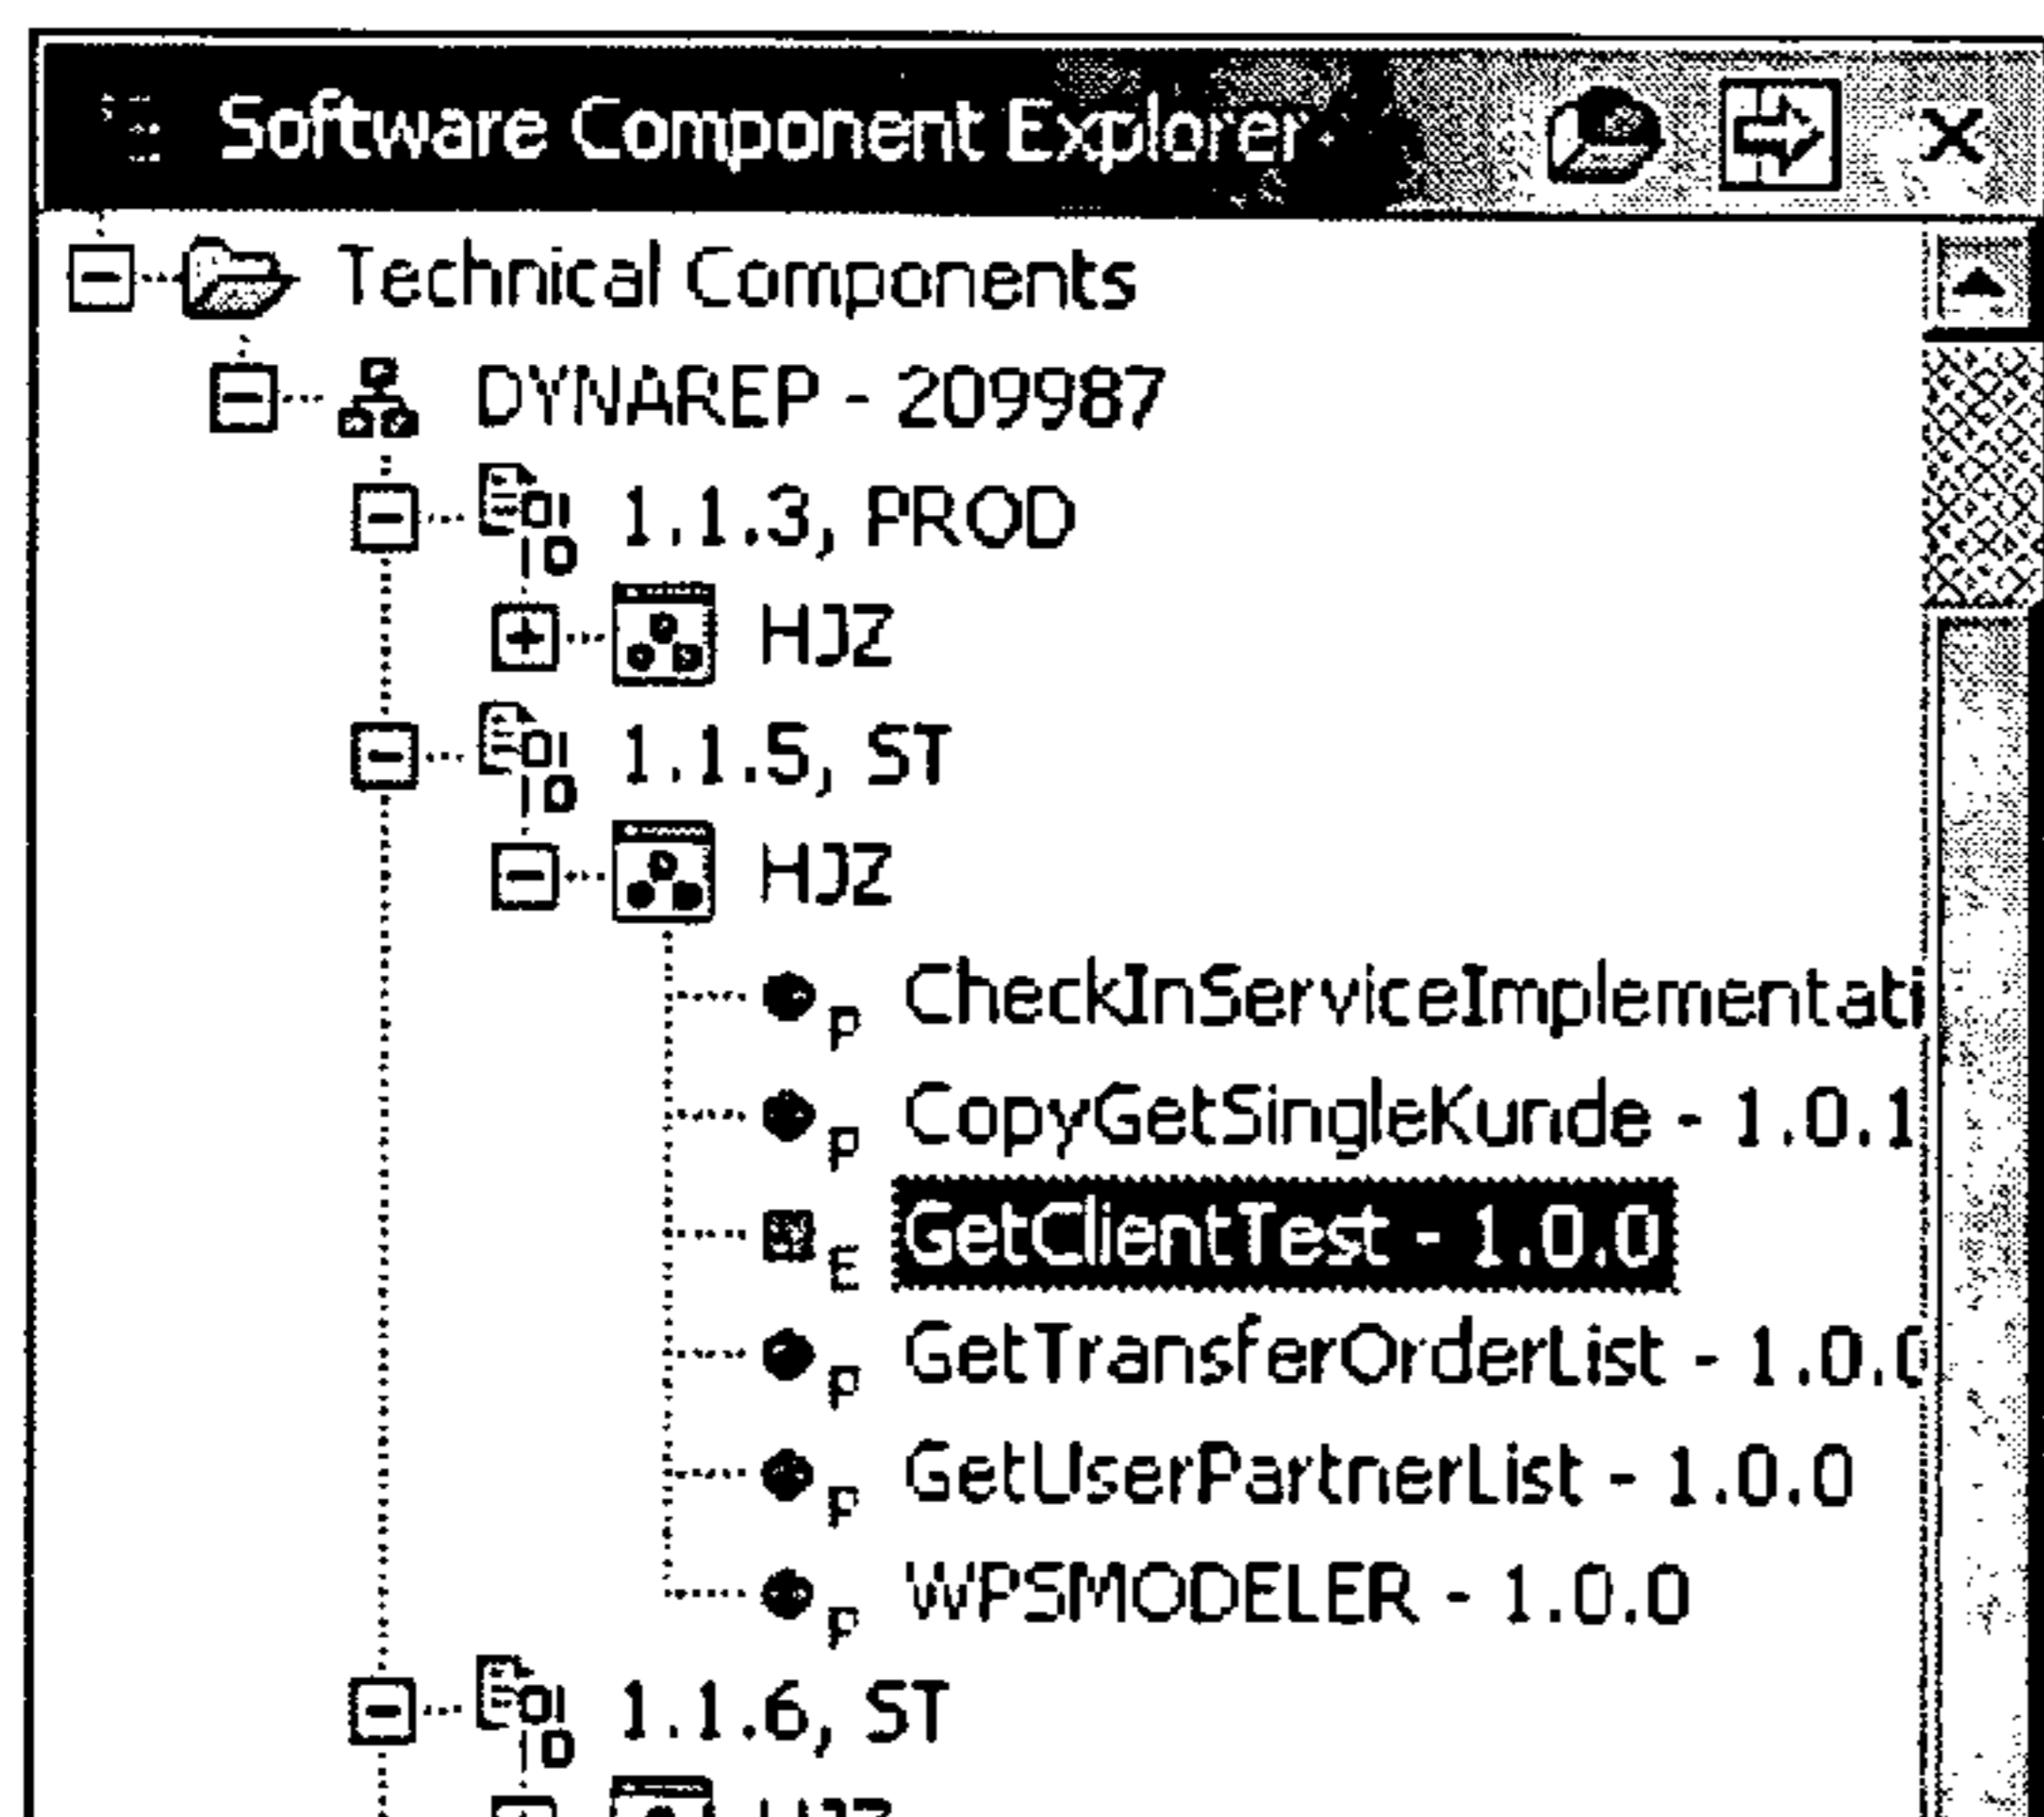 Software Component Explorer
Technical Components
DYNAREP - 209987
1.1.3, PROD
HJZ
1.1.5, ST
HJZ
p CheckInServiceImplementati
p CopyGetSingleKunde - 1.0.1
E GetClientTest - 1.0.0
p GetTransferOrderList - 1.0.0
p GetUserPartnerList - 1.0.0
p WPSMODELER - 1.0.0
1.1.6, ST
HJZ